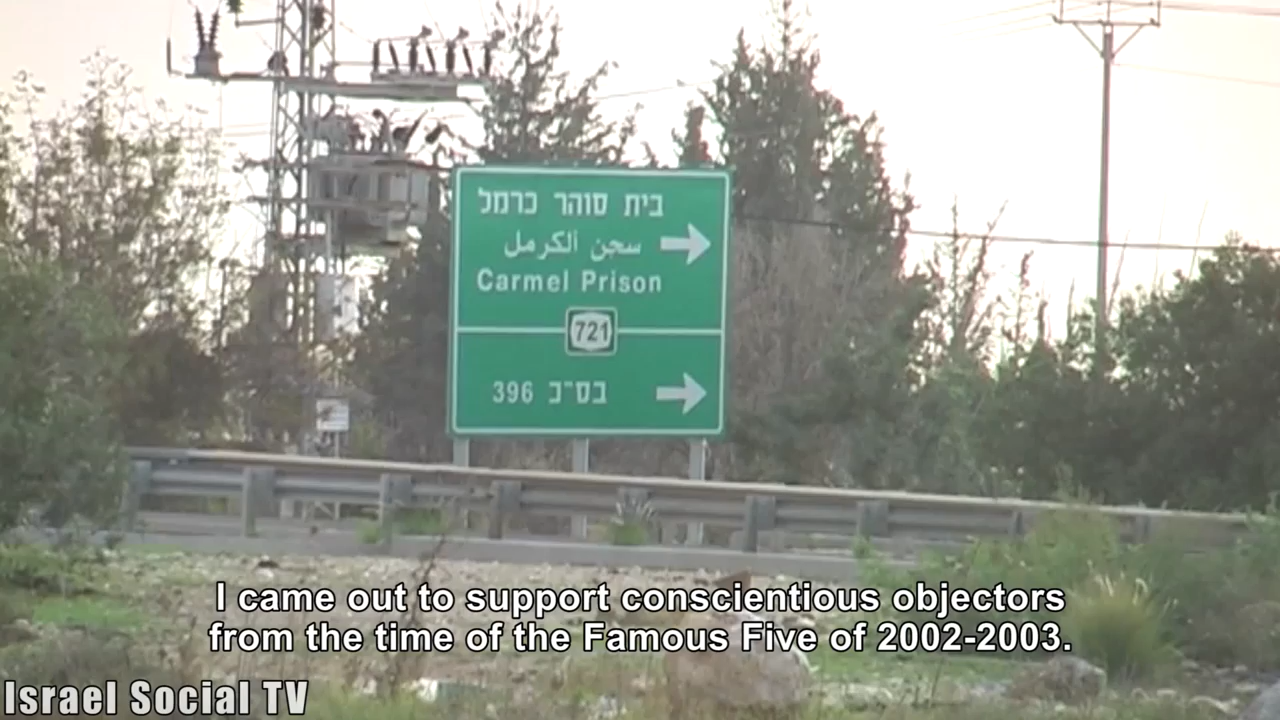 בית סוהר כרמל
سجن الكرمل
Carmel Prison
721
בס"כ 396
I came out to support conscientious objectors
from the time of the Famous Five of 2002-2003.
Israel Social TV